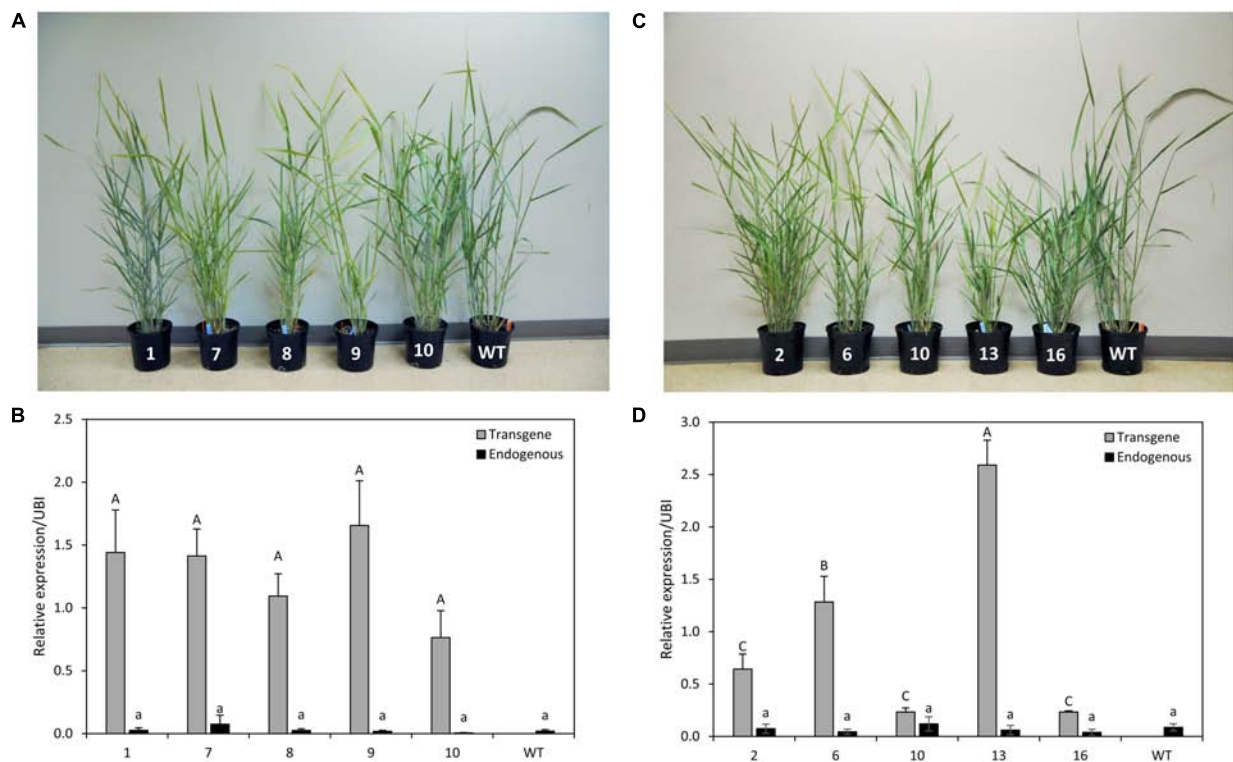 A
1 7 8 9 10 WT
B
2.5
2.0
1.5
1.0
0.5
0.0
Relative expression/UBI
Transgene
Endogenous
A A A A A
a a a a a a
1 7 8 9 10 WT
C
2 6 10 13 16 WT
D
3.0
2.5
2.0
1.5
1.0
0.5
0.0
Relative expression/UBI
Transgene
Endogenous
C B C A C
a a a a a a
2 6 10 13 16 WT